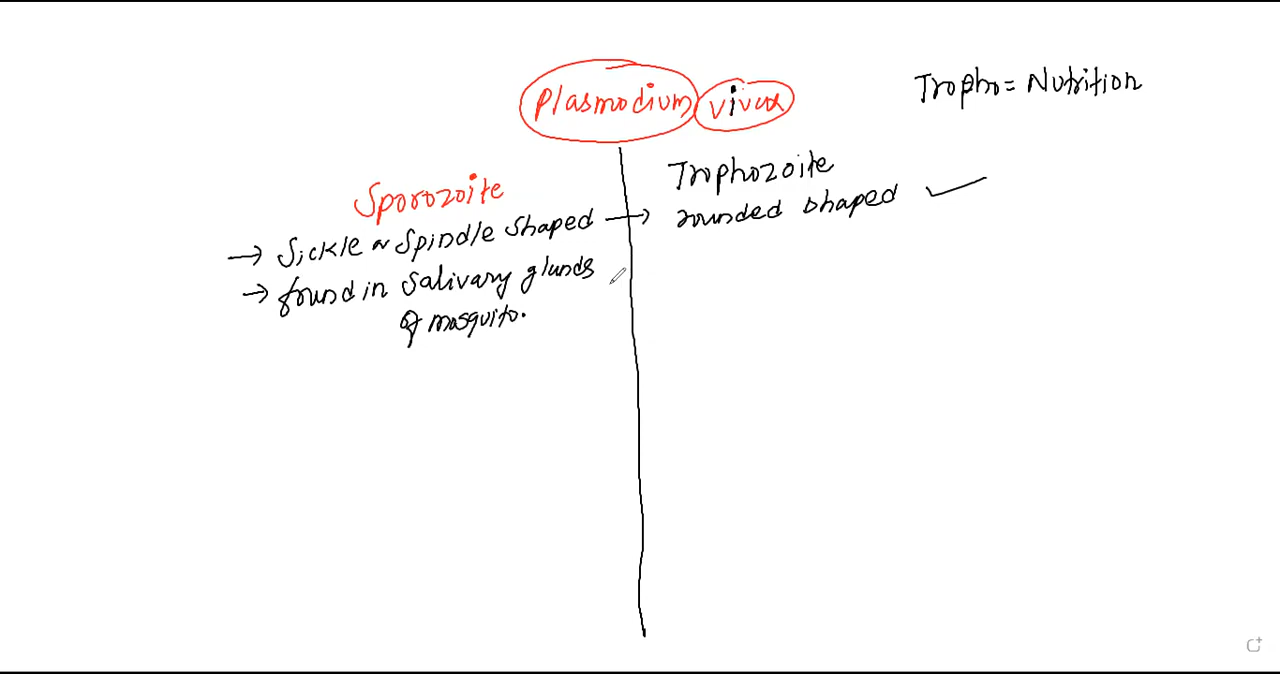 Plasmodium vivax
Tropho = Nutrition
Sporozoite
→ Sickle or Spindle shaped
→ found in salivary glands
of mosquito.
Trophozoite
→ rounded shaped ✓